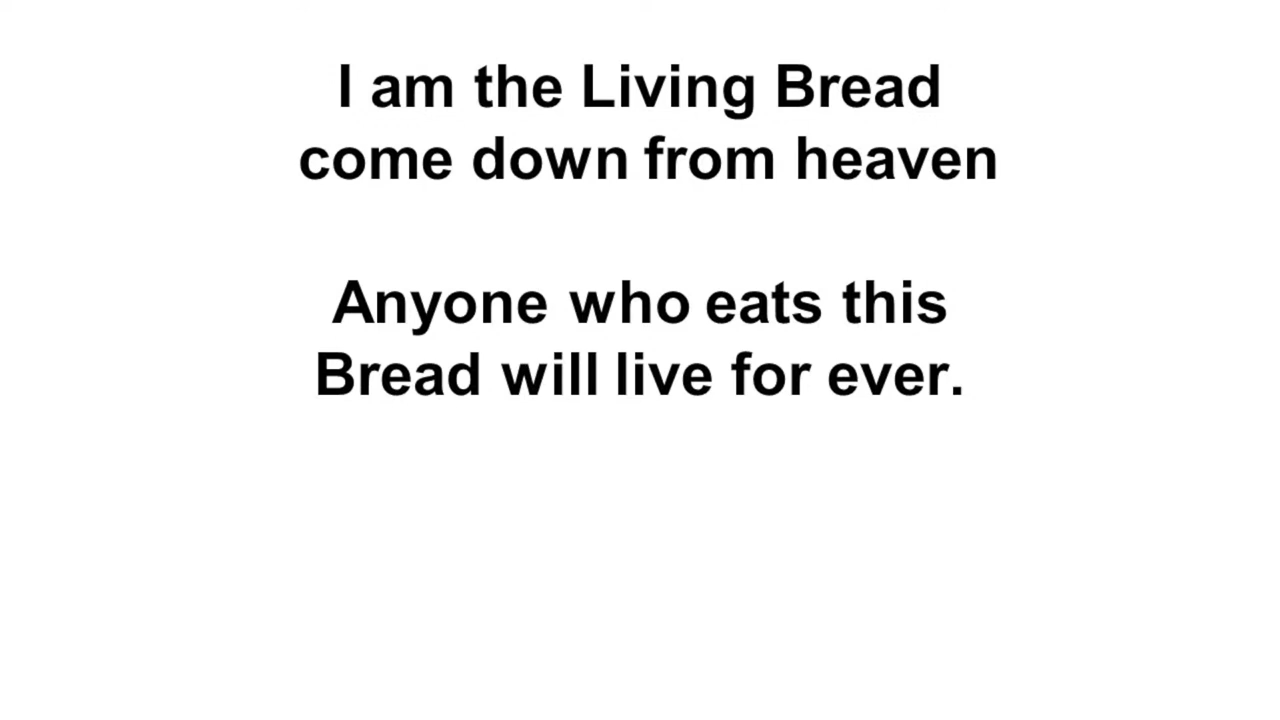 I am the Living Bread
come down from heaven
Anyone who eats this
Bread will live for ever.